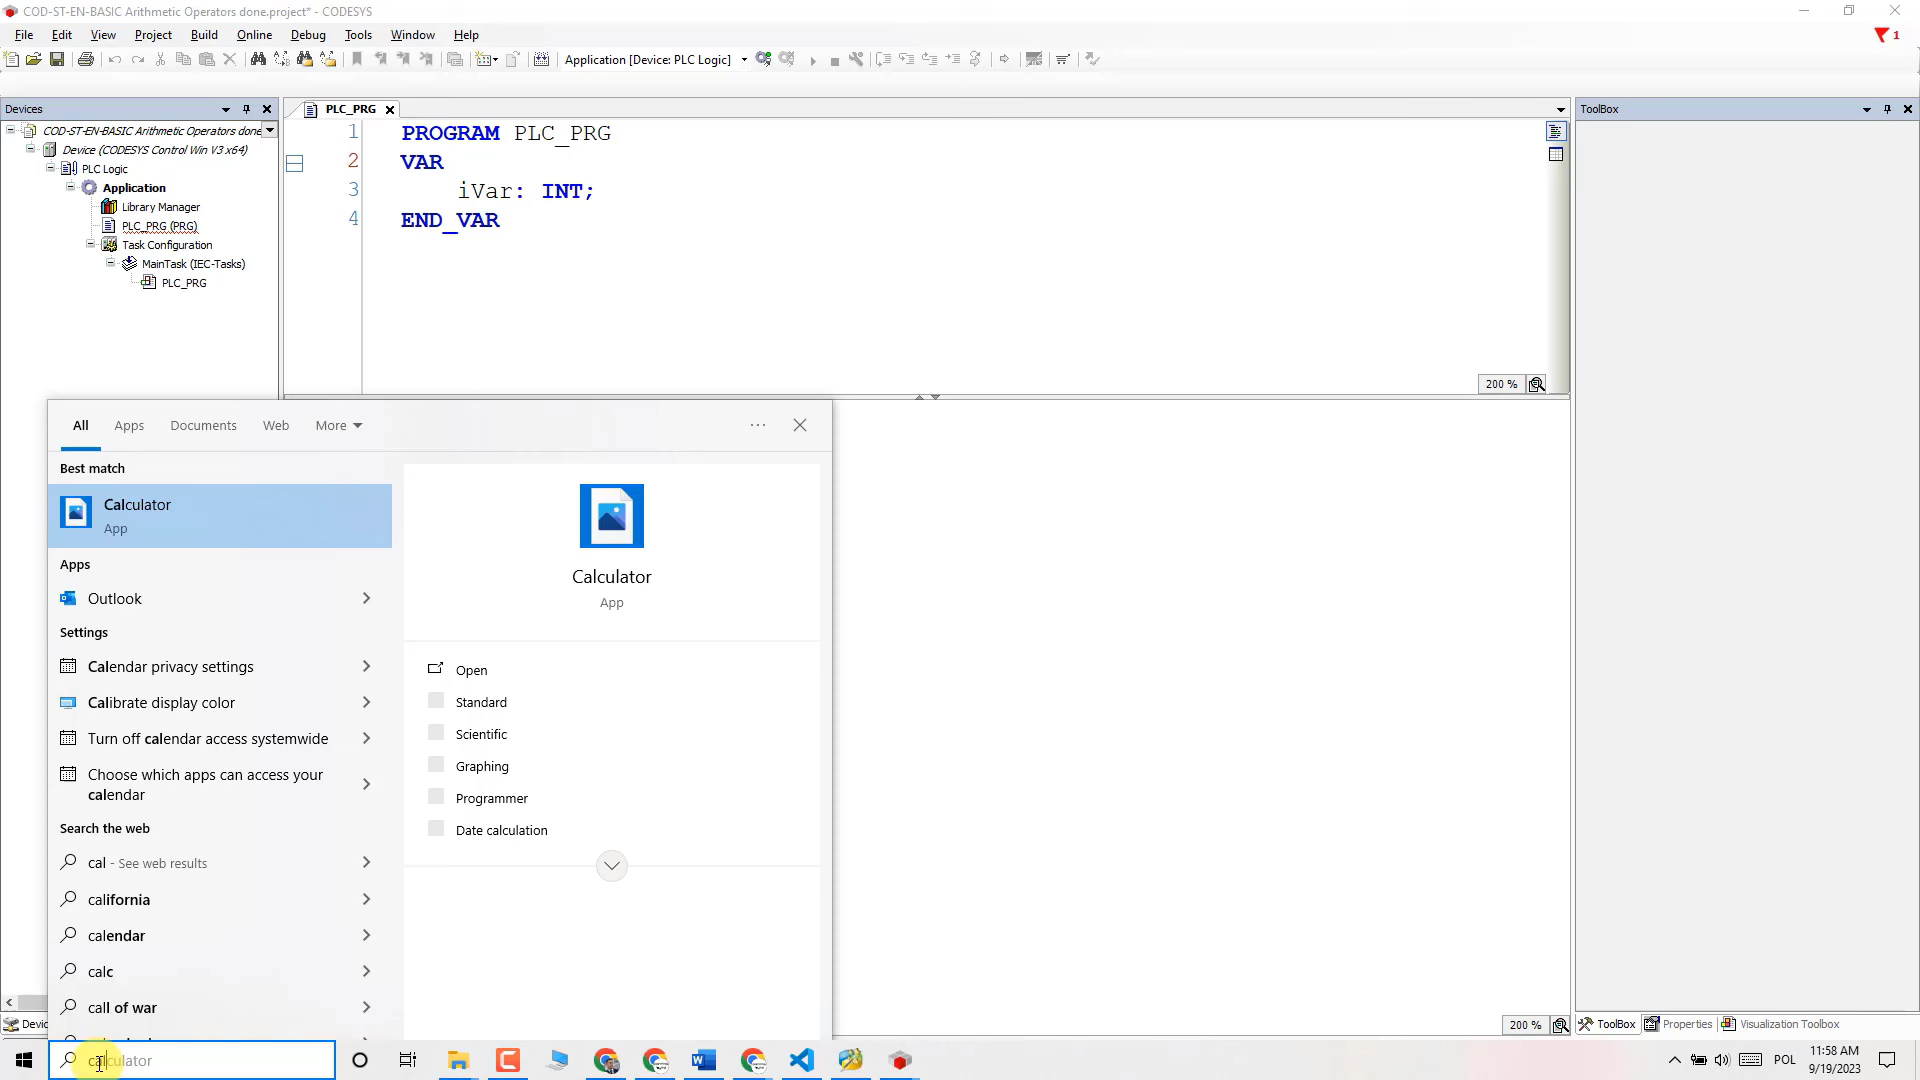 COD-ST-EN-BASIC Arithmetic Operators done.project* - CODESYS
File Edit View Project Build Online Debug Tools Window Help
1
Application [Device: PLC Logic]
Devices
COD-ST-EN-BASIC Arithmetic Operators done
Device (CODESYS Control Win V3 x64)
PLC Logic
Application
Library Manager
PLC_PRG (PRG)
Task Configuration
MainTask (IEC-Tasks)
PLC_PRG
PLC_PRG
1 PROGRAM PLC_PRG
2 VAR
3 iVar: INT;
4 END_VAR
200 %
ToolBox
All Apps Documents Web More
Best match
Calculator
App
Apps
Outlook
Settings
Calendar privacy settings
Calibrate display color
Turn off calendar access systemwide
Choose which apps can access your
calendar
Search the web
cal - See web results
california
calendar
calc
call of war
Calculator
App
Open
Standard
Scientific
Graphing
Programmer
Date calculation
Devic
200 %
ToolBox Properties Visualization Toolbox
calculator
POL
11:58 AM
9/19/2023